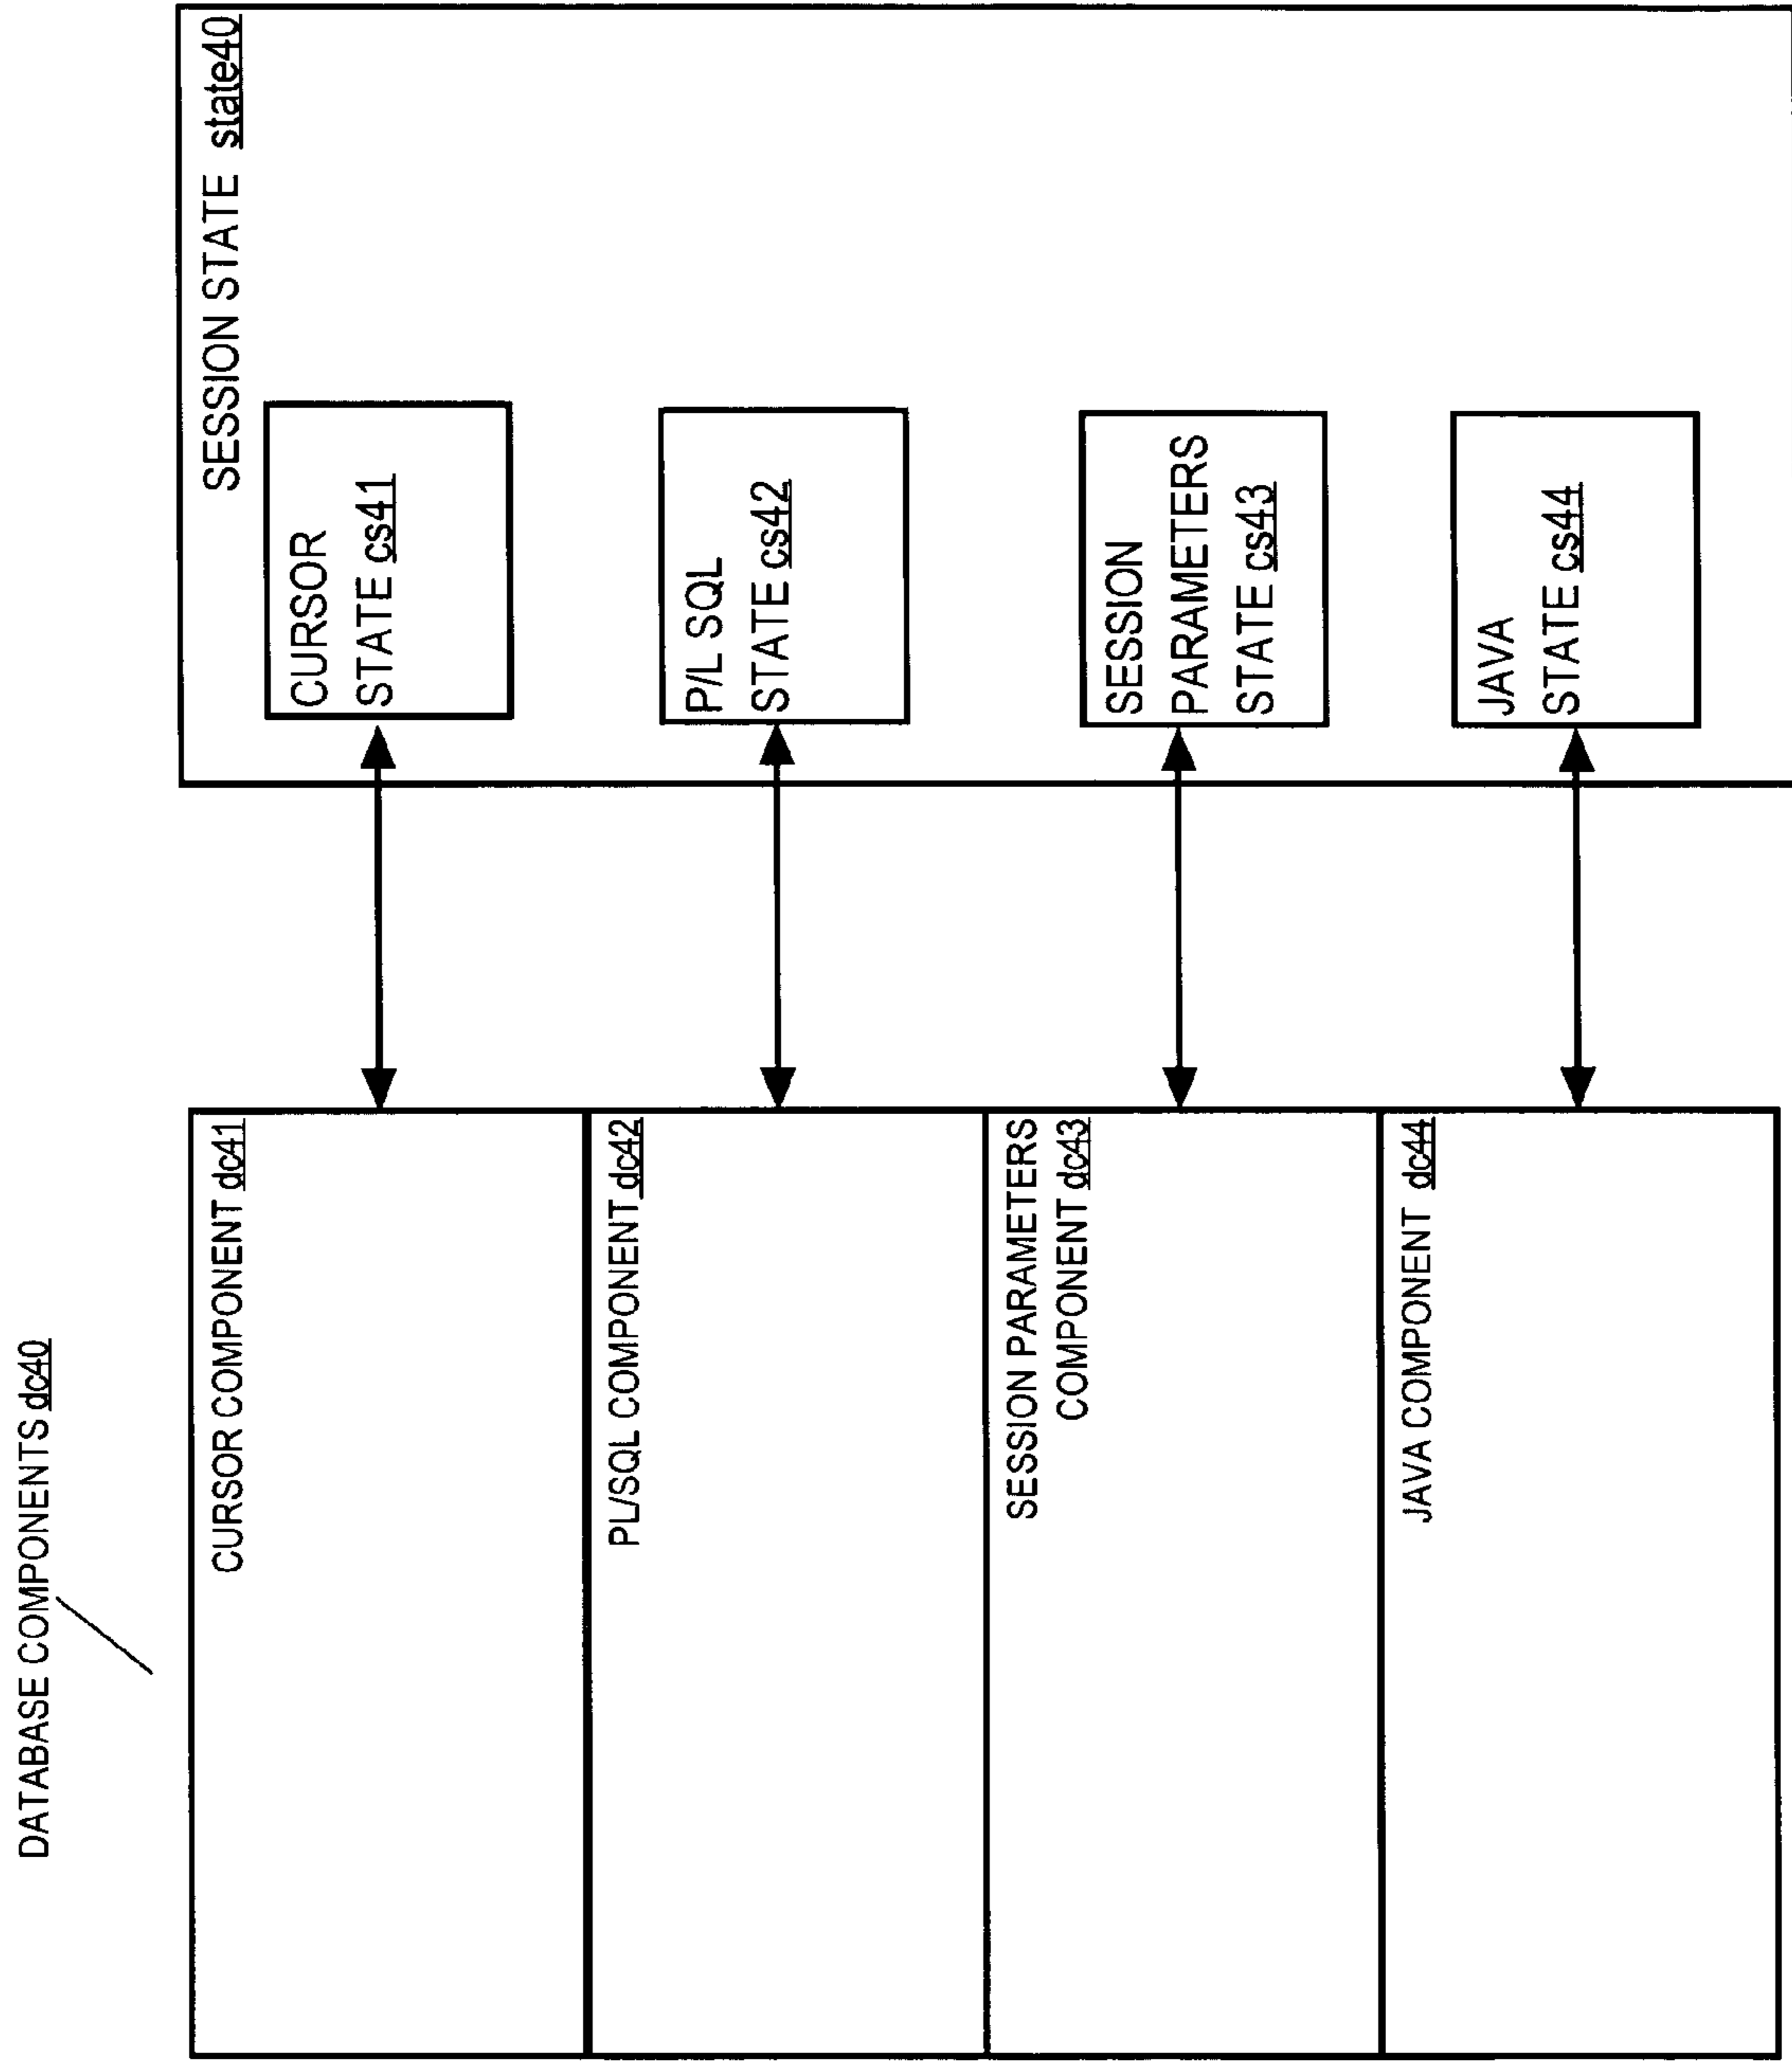 DATABASE COMPONENTS dc40
CURSOR COMPONENT dc41
PL/SQL COMPONENT dc42
SESSION PARAMETERS
COMPONENT dc43
JAVA COMPONENT dc44
SESSION STATE state40
CURSOR
STATE cs41
P/L SQL
STATE cs42
SESSION
PARAMETERS
STATE cs43
JAVA
STATE cs44